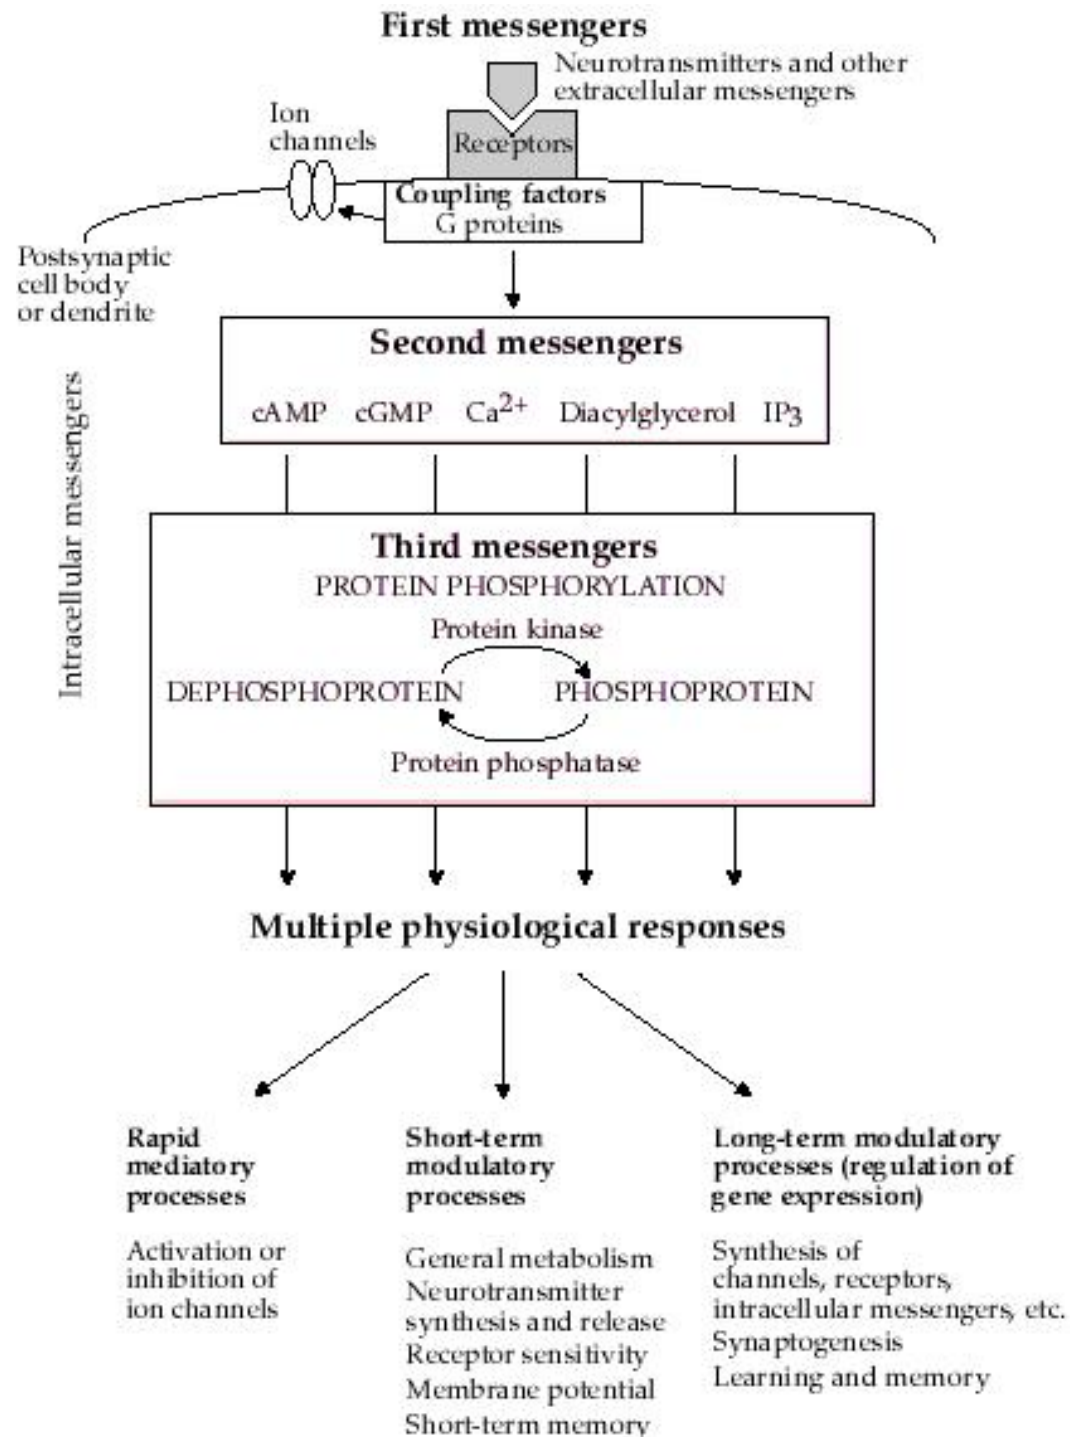 First messengers
Neurotransmitters and other
extracellular messengers
Ion
channels
Receptors
Coupling factors
G proteins
Postsynaptic
cell body
or dendrite
Second messengers
cAMP cGMP Ca2+ Diacylglycerol IP3
Intracellular messengers
Third messengers
PROTEIN PHOSPHORYLATION
Protein kinase
DEPHOSPHOPROTEIN PHOSPHOPROTEIN
Protein phosphatase
Multiple physiological responses
Rapid
mediatory
processes
Activation or
inhibition of
ion channels
Short-term
modulatory
processes
General metabolism
Neurotransmitter
synthesis and release
Receptor sensitivity
Membrane potential
Short-term memory
Long-term modulatory
processes (regulation of
gene expression)
Synthesis of
channels, receptors,
intracellular messengers, etc.
Synaptogenesis
Learning and memory